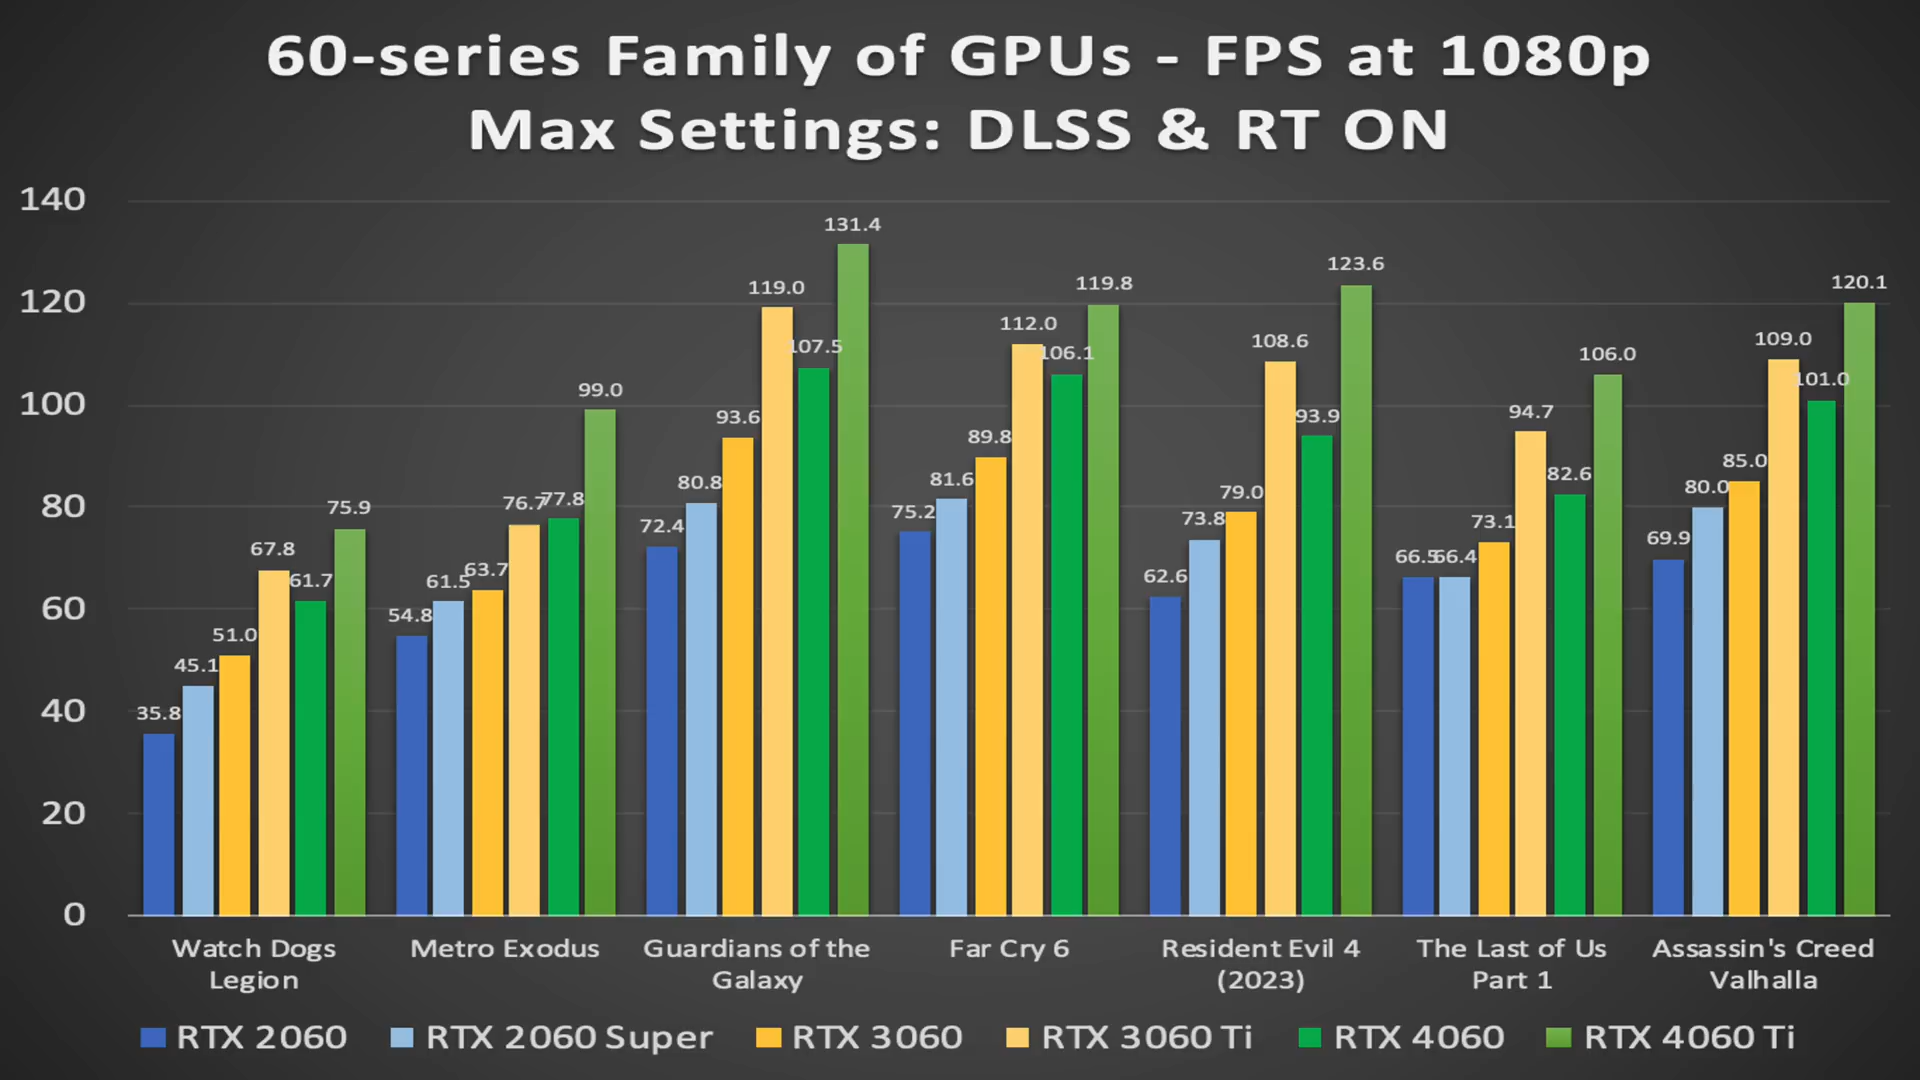 60-series Family of GPUs - FPS at 1080p
Max Settings: DLSS & RT ON
140
120
100
80
60
40
20
0
35.8
45.1
51.0
67.8
61.7
75.9
54.8
61.5
63.7
76.7
77.8
99.0
72.4
80.8
93.6
119.0
107.5
131.4
75.2
81.6
89.8
112.0
106.1
119.8
62.6
73.8
79.0
108.6
93.9
123.6
66.5
66.4
73.1
94.7
82.6
106.0
69.9
80.0
85.0
109.0
101.0
120.1
Watch Dogs
Legion
Metro Exodus
Guardians of the
Galaxy
Far Cry 6
Resident Evil 4
(2023)
The Last of Us
Part 1
Assassin's Creed
Valhalla
RTX 2060
RTX 2060 Super
RTX 3060
RTX 3060 Ti
RTX 4060
RTX 4060 Ti